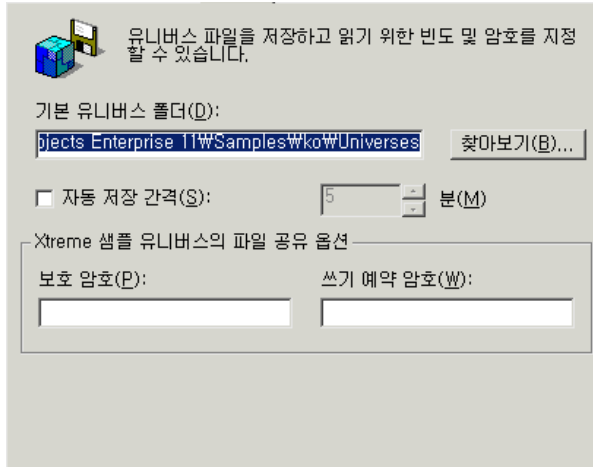 유니버스 파일을 저장하고 읽기 위한 빈도 및 암호를 지정
할 수 있습니다.
기본 유니버스 폴더(D):
ojects Enterprise 11₩Samples₩ko₩Universes 찾아보기(B)...
자동 저장 간격(S): 5 분(M)
Xtreme 샘플 유니버스의 파일 공유 옵션
보호 암호(P): 쓰기 예약 암호(W):